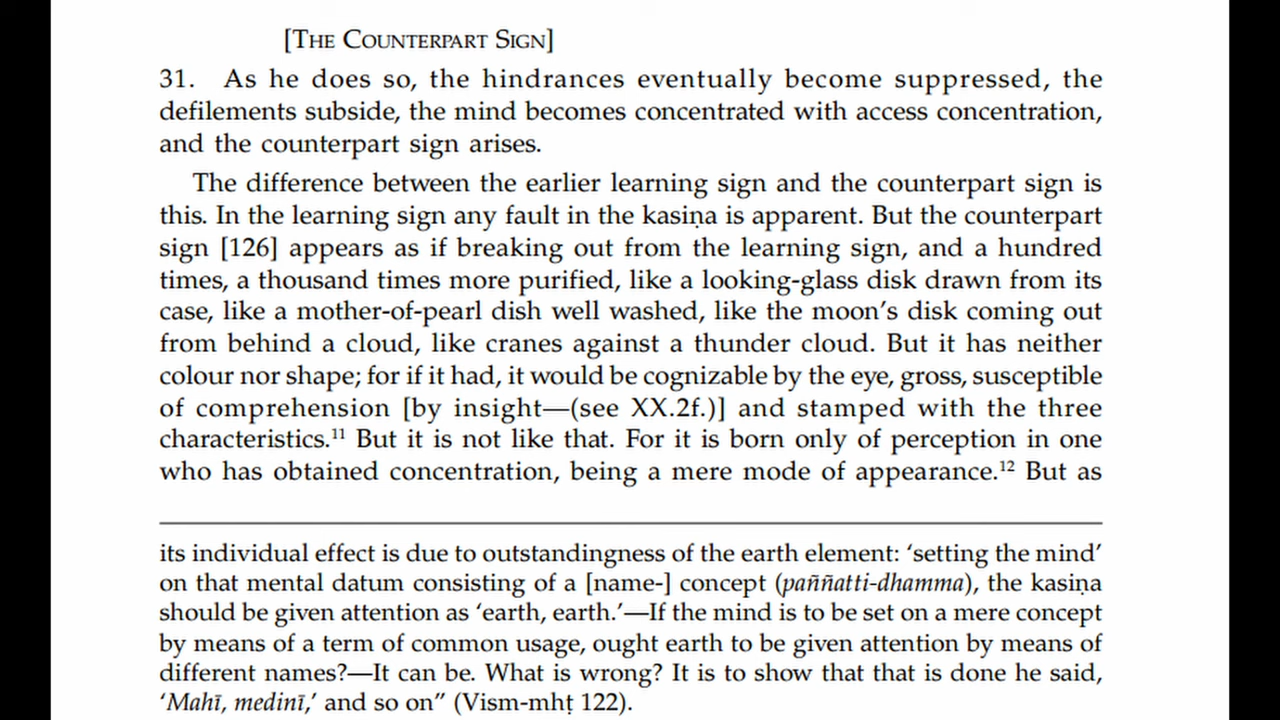 [THE COUNTERPART SIGN]
31. As he does so, the hindrances eventually become suppressed, the
defilements subside, the mind becomes concentrated with access concentration,
and the counterpart sign arises.
The difference between the earlier learning sign and the counterpart sign is
this. In the learning sign any fault in the kasiṇa is apparent. But the counterpart
sign [126] appears as if breaking out from the learning sign, and a hundred
times, a thousand times more purified, like a looking-glass disk drawn from its
case, like a mother-of-pearl dish well washed, like the moon’s disk coming out
from behind a cloud, like cranes against a thunder cloud. But it has neither
colour nor shape; for if it had, it would be cognizable by the eye, gross, susceptible
of comprehension [by insight—(see XX.2f.)] and stamped with the three
characteristics.¹¹ But it is not like that. For it is born only of perception in one
who has obtained concentration, being a mere mode of appearance.¹² But as
its individual effect is due to outstandingness of the earth element: ‘setting the mind’
on that mental datum consisting of a [name-] concept (paññatti-dhamma), the kasiṇa
should be given attention as ‘earth, earth.’—If the mind is to be set on a mere concept
by means of a term of common usage, ought earth to be given attention by means of
different names?—It can be. What is wrong? It is to show that that is done he said,
‘Mahī, medinī,’ and so on” (Vism-mhṭ 122).